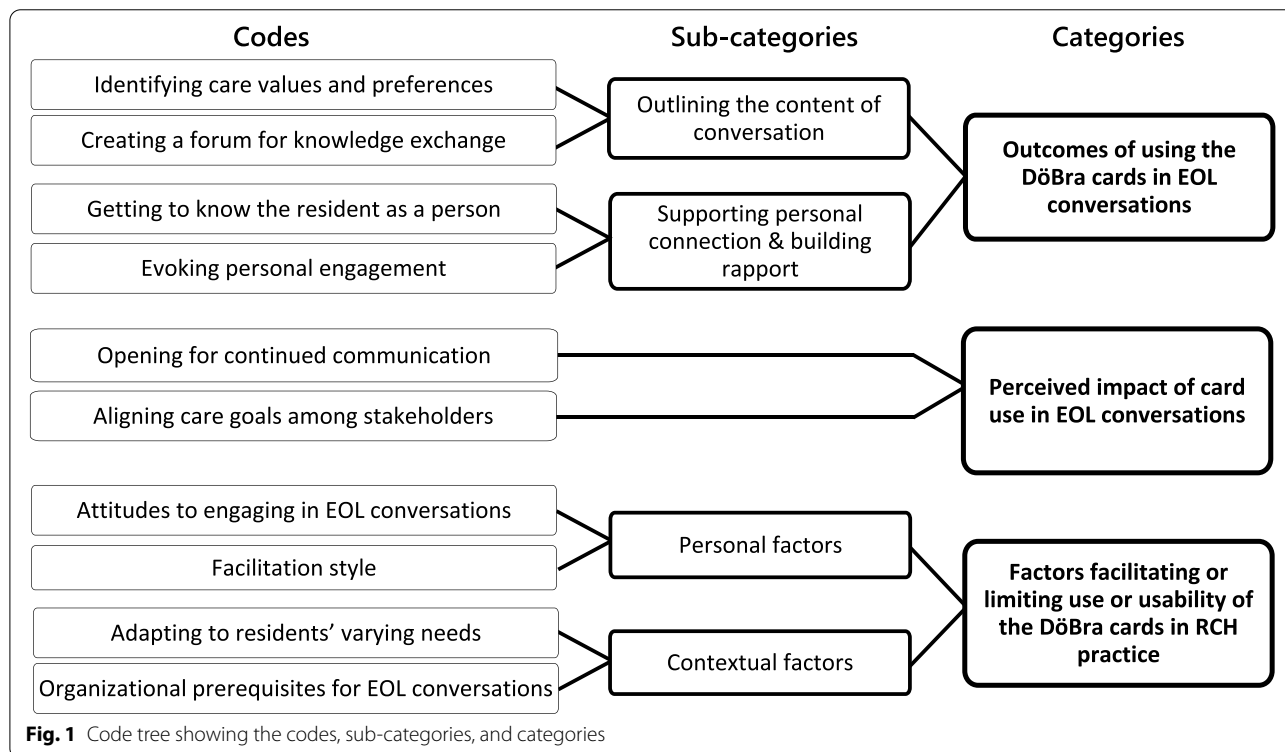 Codes
Sub-categories
Categories
Identifying care values and preferences
Creating a forum for knowledge exchange
Outlining the content of
conversation
Getting to know the resident as a person
Evoking personal engagement
Supporting personal
connection & building
rapport
Outcomes of using the
DöBra cards in EOL
conversations
Opening for continued communication
Aligning care goals among stakeholders
Perceived impact of card
use in EOL conversations
Attitudes to engaging in EOL conversations
Facilitation style
Personal factors
Adapting to residents’ varying needs
Organizational prerequisites for EOL conversations
Contextual factors
Factors facilitating or
limiting use or usability of
the DöBra cards in RCH
practice
Fig. 1 Code tree showing the codes, sub-categories, and categories